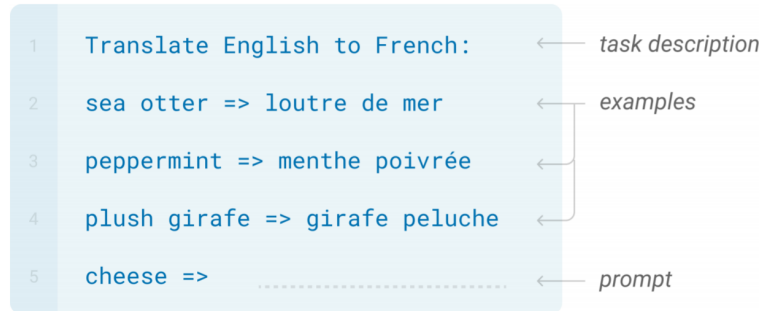 1 Translate English to French: task description
2 sea otter => loutre de mer examples
3 peppermint => menthe poivrée
4 plush girafe => girafe peluche
5 cheese => prompt